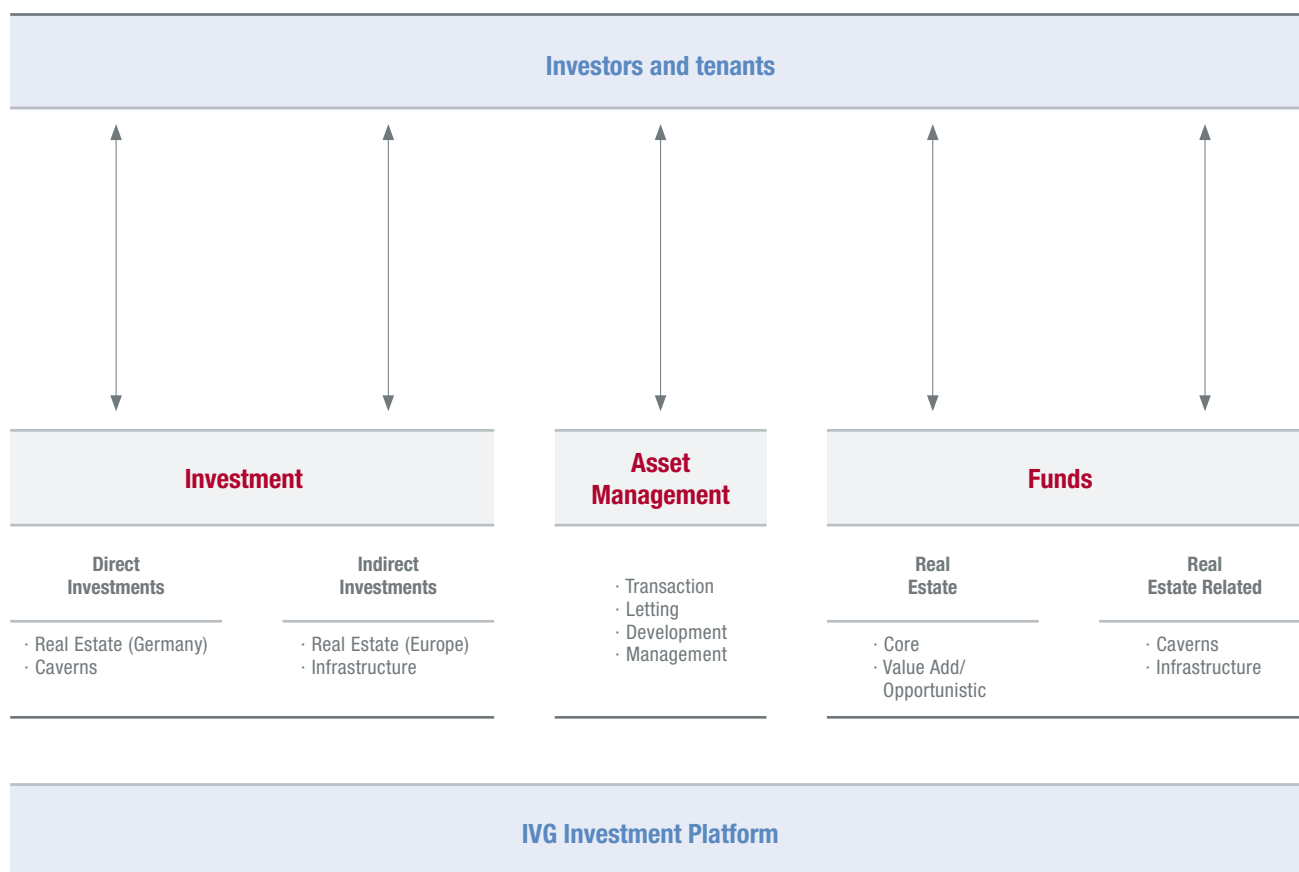 Investors and tenants
Investment
Asset
Management
Funds
Direct
Investments
· Real Estate (Germany)
· Caverns
Indirect
Investments
· Real Estate (Europe)
· Infrastructure
· Transaction
· Letting
· Development
· Management
Real
Estate
· Core
· Value Add/
Opportunistic
Real
Estate Related
· Caverns
· Infrastructure
IVG Investment Platform